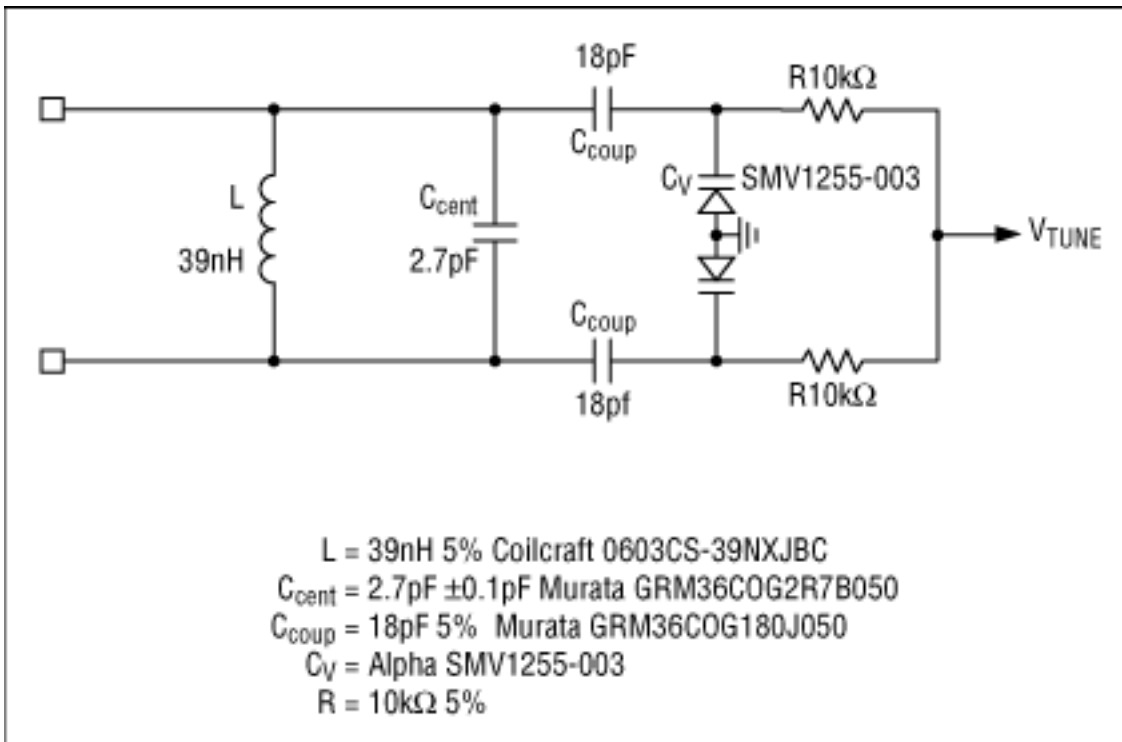 18pF
R10kΩ
Ccoup
L
Ccent
CV
SMV1255-003
39nH
2.7pF
VTUNE
Ccoup
18pf
R10kΩ
L = 39nH 5% Coilcraft 0603CS-39NXJBC
Ccent = 2.7pF ±0.1pF Murata GRM36COG2R7B050
Ccoup = 18pF 5% Murata GRM36COG180J050
CV = Alpha SMV1255-003
R = 10kΩ 5%